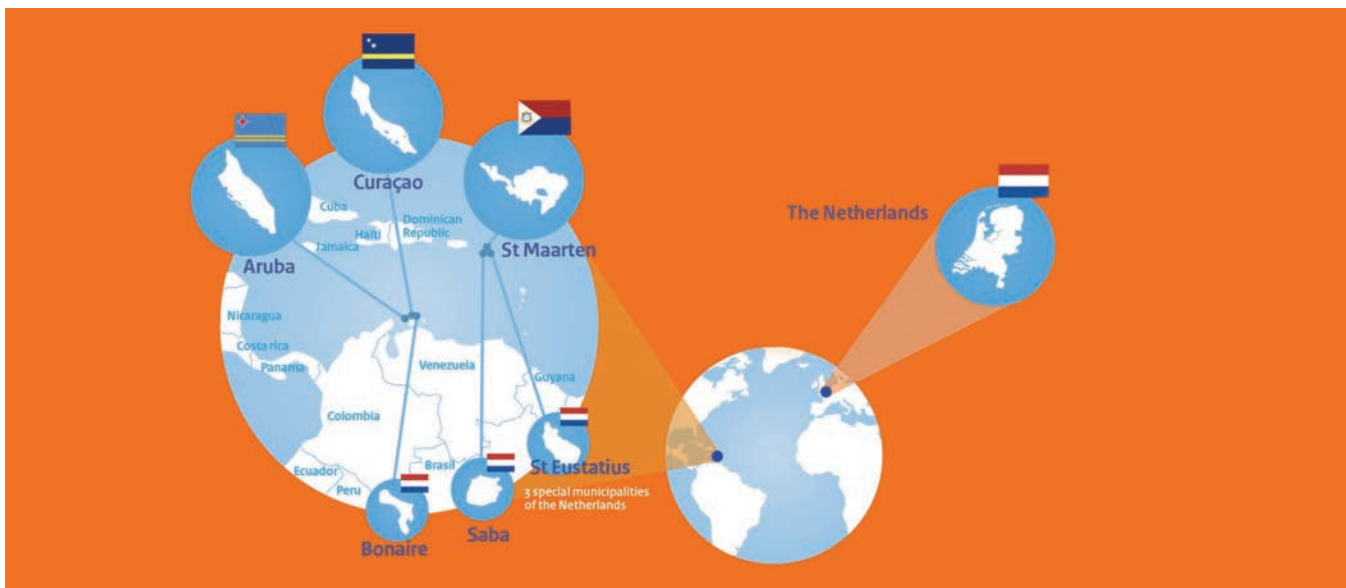 Curaçao
Aruba
St Maarten
The Netherlands
Cuba
Haïti
Dominican
Republic
Jamaica
Nicaragua
Costa rica
Panama
Venezuela
Guyana
Colombia
Ecuador
Peru
Brasil
St Eustatius
3 special municipalities
of the Netherlands
Saba
Bonaire